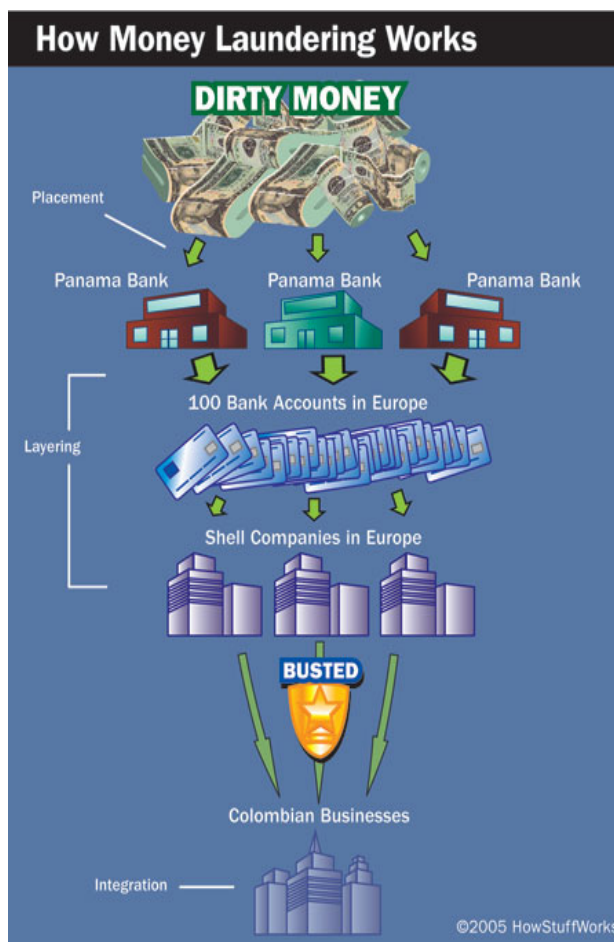 How Money Laundering Works
DIRTY MONEY
Placement
Panama Bank
Panama Bank
Panama Bank
100 Bank Accounts in Europe
Layering
Shell Companies in Europe
BUSTED
Colombian Businesses
Integration
©2005 HowStuffWorks